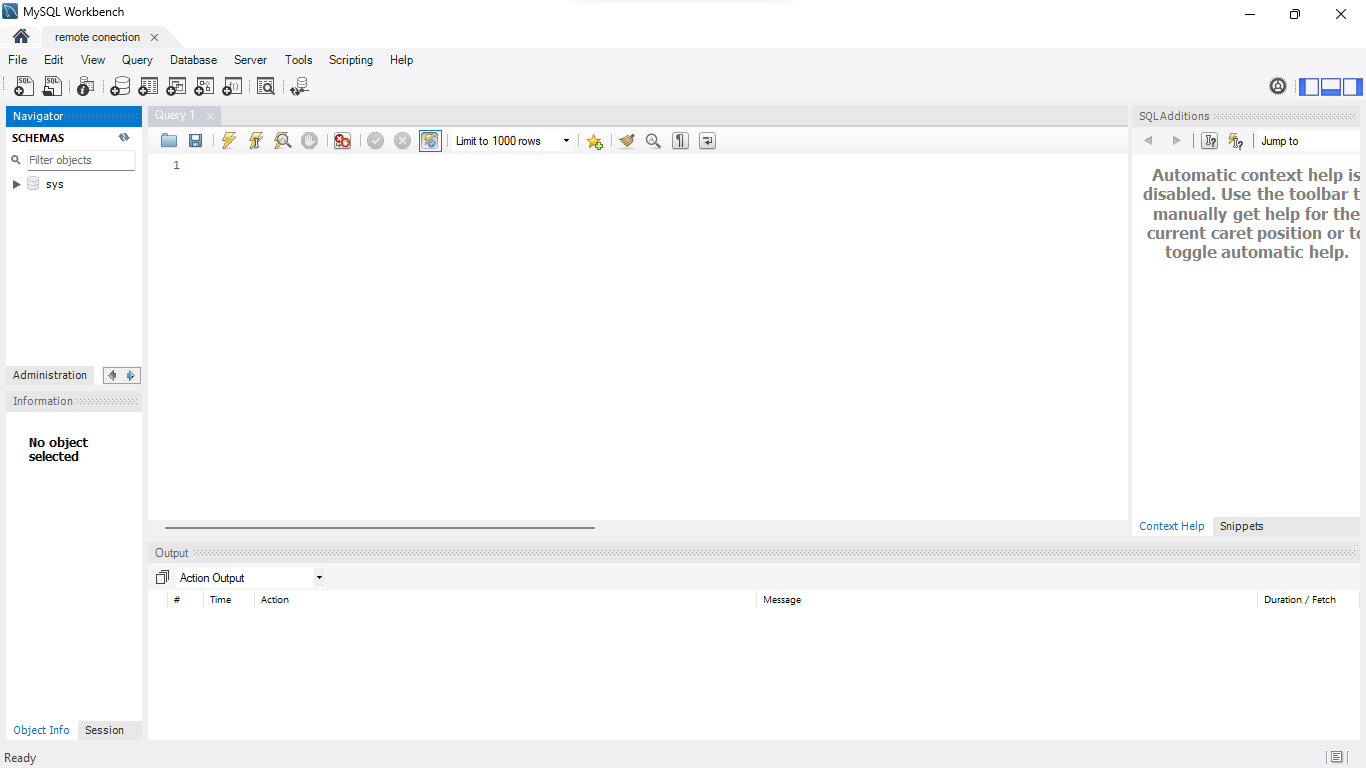 MySQL Workbench
remote conection
File Edit View Query Database Server Tools Scripting Help
Navigator
SCHEMAS
Filter objects
sys
Administration
Information
No object
selected
Object Info Session
Query 1
Limit to 1000 rows
1
SQLAdditions
Jump to
Automatic context help is
disabled. Use the toolbar t
manually get help for the
current caret position or to
toggle automatic help.
Context Help Snippets
Output
Action Output
# Time Action Message Duration / Fetch
Ready